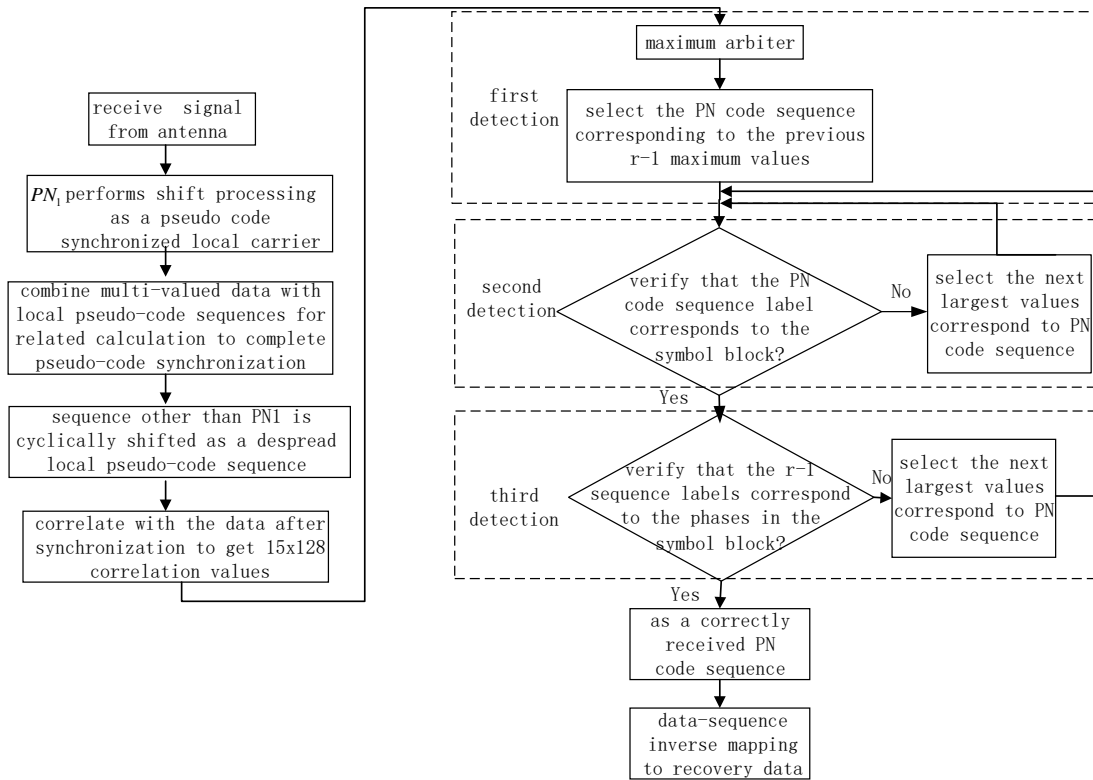 receive signal
from antenna
PN₁ performs shift processing
as a pseudo code
synchronized local carrier
combine multi-valued data with
local pseudo-code sequences for
related calculation to complete
pseudo-code synchronization
sequence other than PN1 is
cyclically shifted as a despread
local pseudo-code sequence
correlate with the data after
synchronization to get 15x128
correlation values
first
detection
maximum arbiter
select the PN code sequence
corresponding to the previous
r-1 maximum values
second
detection
verify that the PN
code sequence label
corresponds to the
symbol block?
No
select the next
largest values
correspond to PN
code sequence
Yes
third
detection
verify that the r-1
sequence labels correspond
to the phases in the
symbol block?
No
select the next
largest values
correspond to PN
code sequence
Yes
as a correctly
received PN
code sequence
data-sequence
inverse mapping
to recovery data